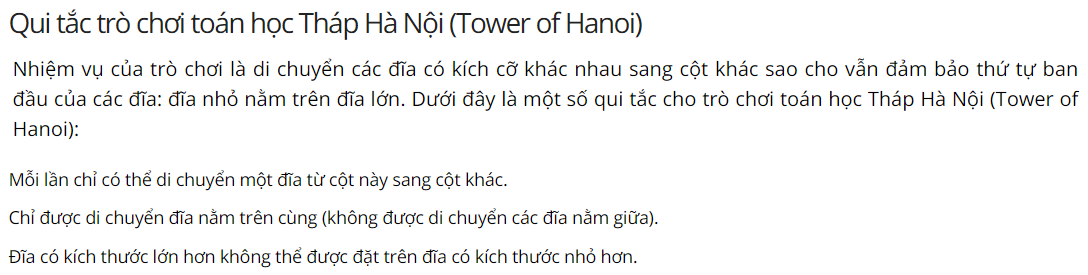 Qui tắc trò chơi toán học Tháp Hà Nội (Tower of Hanoi)
Nhiệm vụ của trò chơi là di chuyển các đĩa có kích cỡ khác nhau sang cột khác sao cho vẫn đảm bảo thứ tự ban
đầu của các đĩa: đĩa nhỏ nằm trên đĩa lớn. Dưới đây là một số qui tắc cho trò chơi toán học Tháp Hà Nội (Tower of
Hanoi):
Mỗi lần chỉ có thể di chuyển một đĩa từ cột này sang cột khác.
Chỉ được di chuyển đĩa nằm trên cùng (không được di chuyển các đĩa nằm giữa).
Đĩa có kích thước lớn hơn không thể được đặt trên đĩa có kích thước nhỏ hơn.